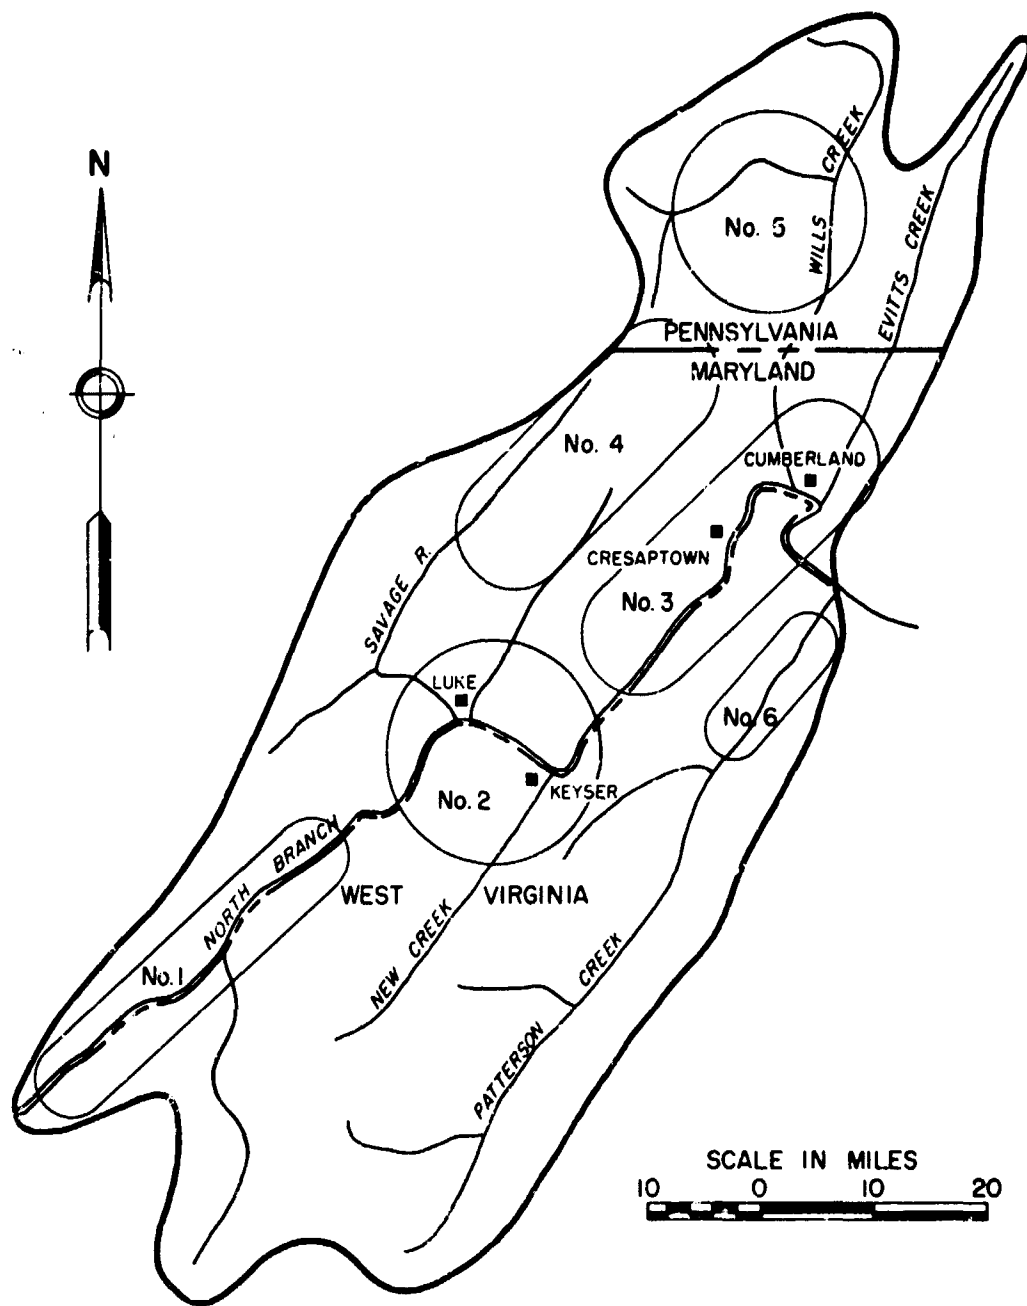 N
WILLS CREEK
No. 5
EVITTS CREEK
PENNSYLVANIA
MARYLAND
No. 4
CUMBERLAND
CRESAPTOWN
SAVAGE R.
No. 3
LUKE
No. 6
KEYSER
No. 2
NORTH BRANCH
WEST VIRGINIA
NEW CREEK
No. 1
PATTERSON CREEK
SCALE IN MILES
10 0 10 20